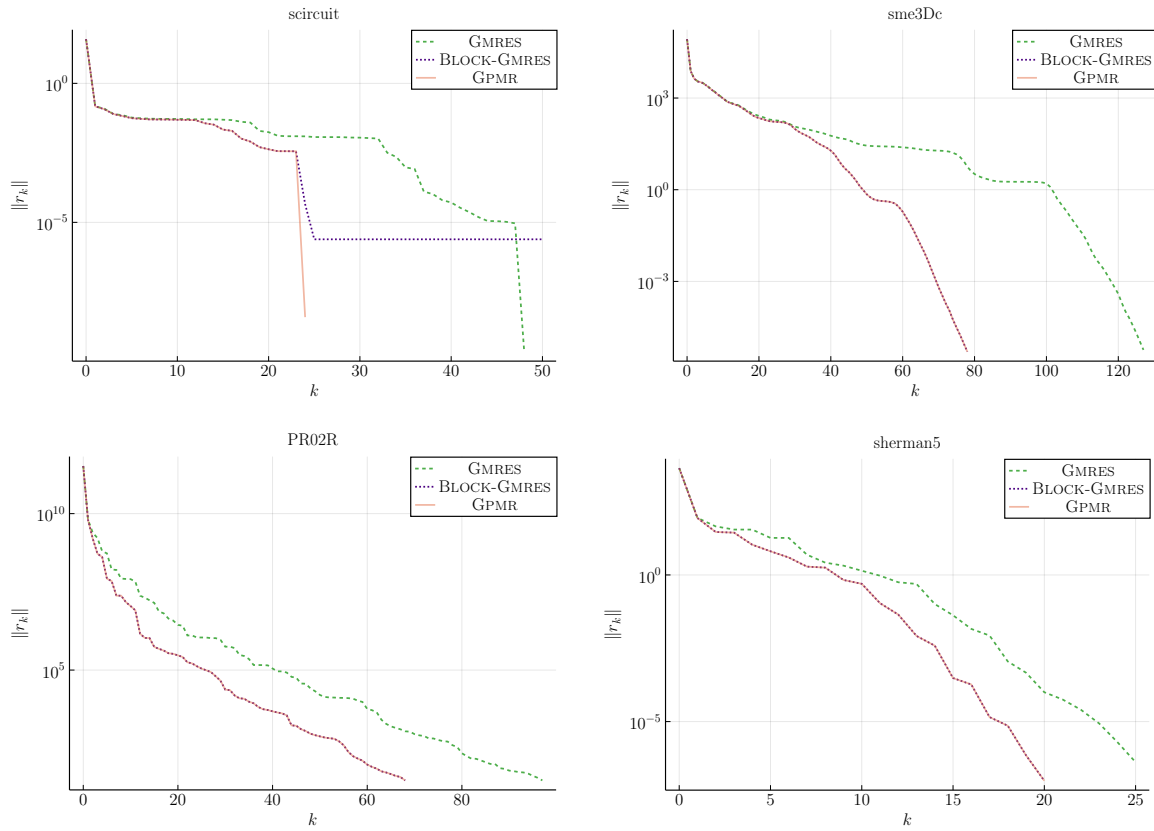 scircuit
GMRES
BLOCK-GMRES
GPMR
10^0
10^-5
‖r_k‖
0 10 20 30 40 50
k
sme3Dc
GMRES
BLOCK-GMRES
GPMR
10^3
10^0
10^-3
‖r_k‖
0 20 40 60 80 100 120
k
PR02R
GMRES
BLOCK-GMRES
GPMR
10^10
10^5
‖r_k‖
0 20 40 60 80
k
sherman5
GMRES
BLOCK-GMRES
GPMR
10^0
10^-5
‖r_k‖
0 5 10 15 20 25
k